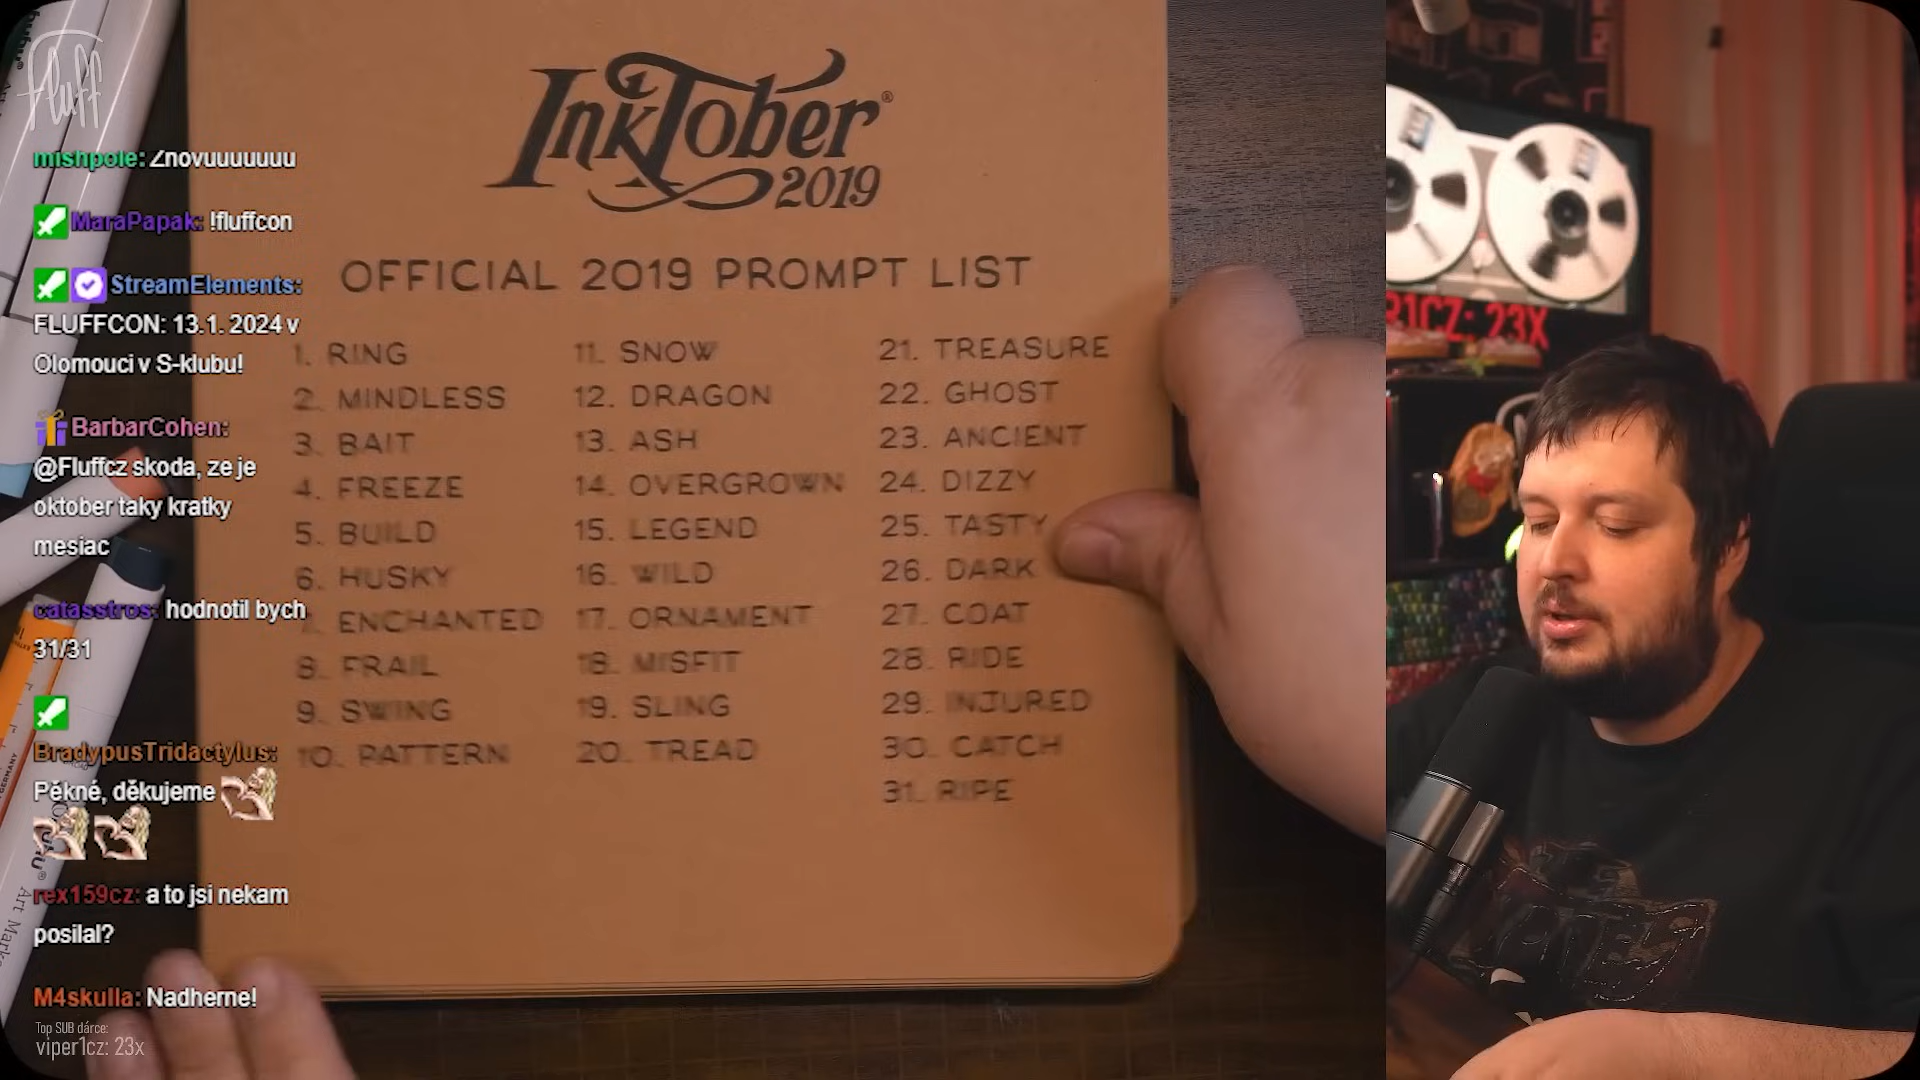 Fluff
mishpole: Znovuuuuuuu
MaraPapak: !fluffcon
StreamElements:
FLUFFCON: 13.1. 2024 v
Olomouci v S-klubu!
BarbarCohen:
@Fluffcz skoda, ze je
oktober taky kratky
mesiac
catasstros: hodnotil bych
31/31
BradypusTridactylus:
Pěkné, děkujeme
rex159cz: a to jsi nekam
posilal?
M4skulla: Nadherne!
Top SUB dárce:
viper1cz: 23x
InkTober®
2019
OFFICIAL 2019 PROMPT LIST
1. RING
2. MINDLESS
3. BAIT
4. FREEZE
5. BUILD
6. HUSKY
7. ENCHANTED
8. FRAIL
9. SWING
10. PATTERN
11. SNOW
12. DRAGON
13. ASH
14. OVERGROWN
15. LEGEND
16. WILD
17. ORNAMENT
18. MISFIT
19. SLING
20. TREAD
21. TREASURE
22. GHOST
23. ANCIENT
24. DIZZY
25. TASTY
26. DARK
27. COAT
28. RIDE
29. INJURED
30. CATCH
31. RIPE
R1CZ: 23X